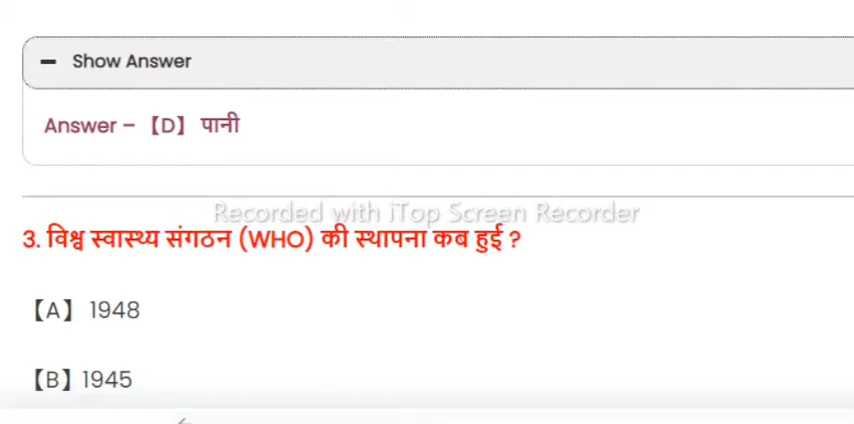 – Show Answer
Answer – 【D】 पानी
Recorded with iTop Screen Recorder
3. विश्व स्वास्थ्य संगठन (WHO) की स्थापना कब हुई ?
【A】 1948
【B】 1945